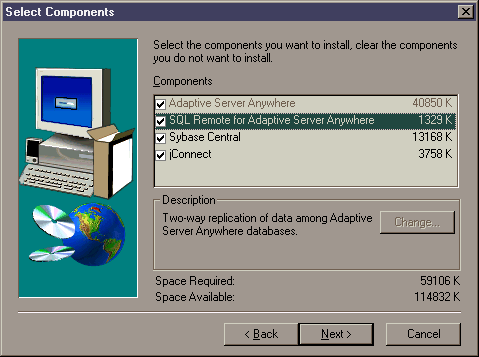 Select Components
Select the components you want to install, clear the components
you do not want to install.
Components
Adaptive Server Anywhere 40850 K
SQL Remote for Adaptive Server Anywhere 1329 K
Sybase Central 13168 K
jConnect 3758 K
Description
Two-way replication of data among Adaptive
Server Anywhere databases.
Change...
Space Required: 59106 K
Space Available: 114832 K
< Back
Next >
Cancel